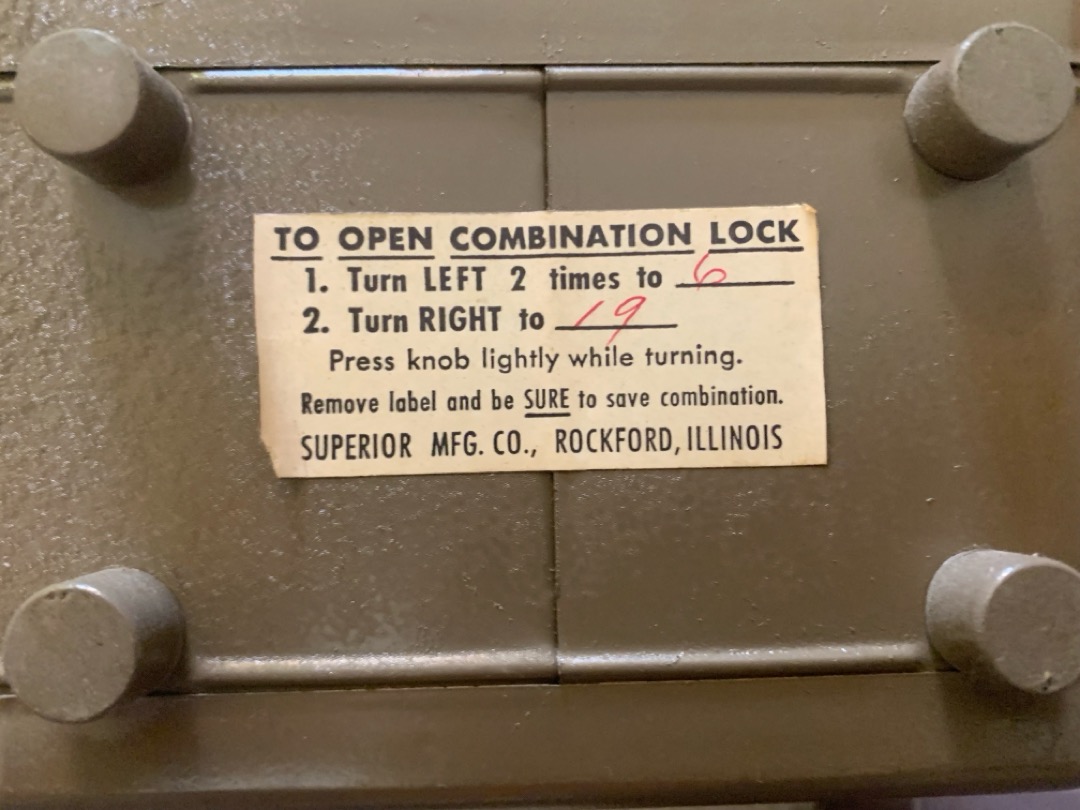 TO OPEN COMBINATION LOCK
1. Turn LEFT 2 times to 6
2. Turn RIGHT to 19
Press knob lightly while turning.
Remove label and be SURE to save combination.
SUPERIOR MFG. CO., ROCKFORD, ILLINOIS